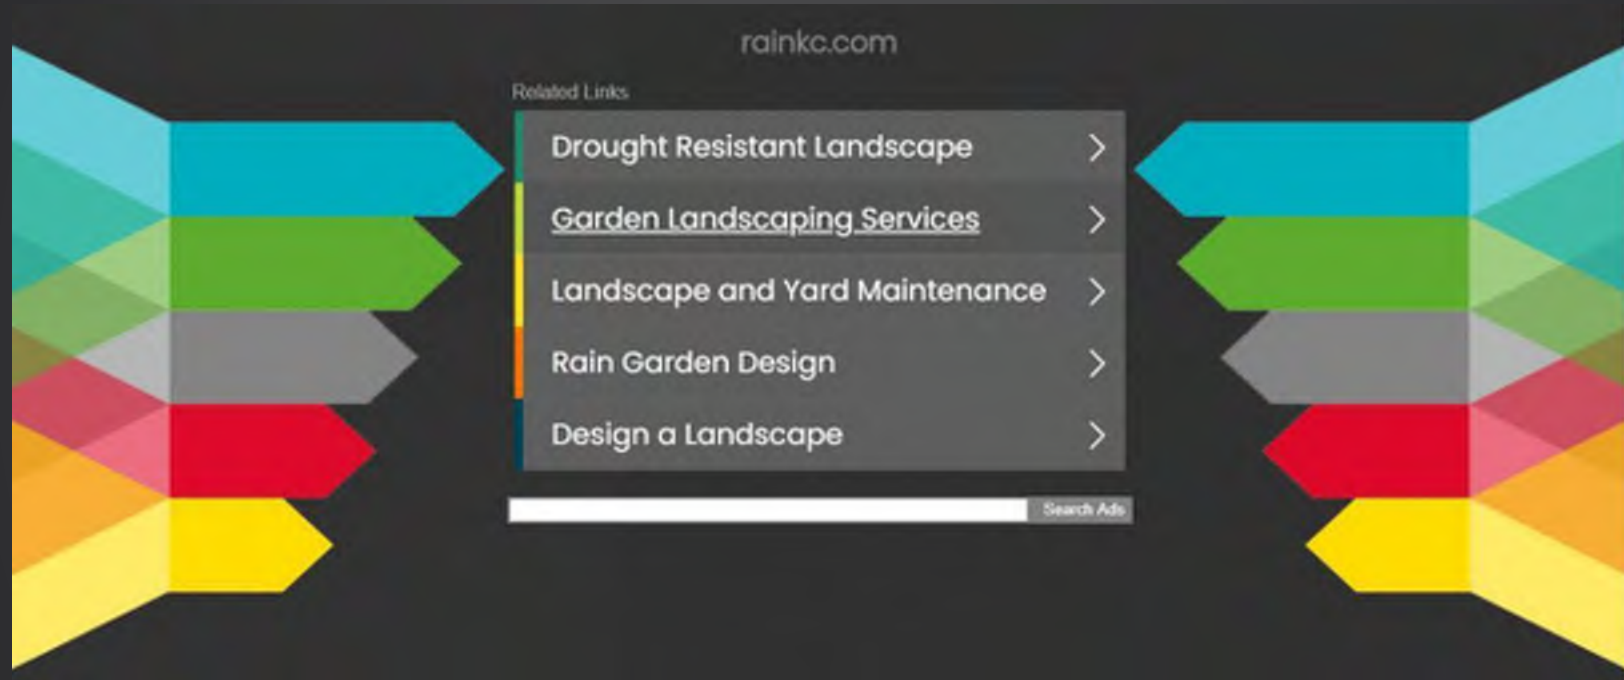 rainkc.com
Related Links
Drought Resistant Landscape
Garden Landscaping Services
Landscape and Yard Maintenance
Rain Garden Design
Design a Landscape
Search Ads